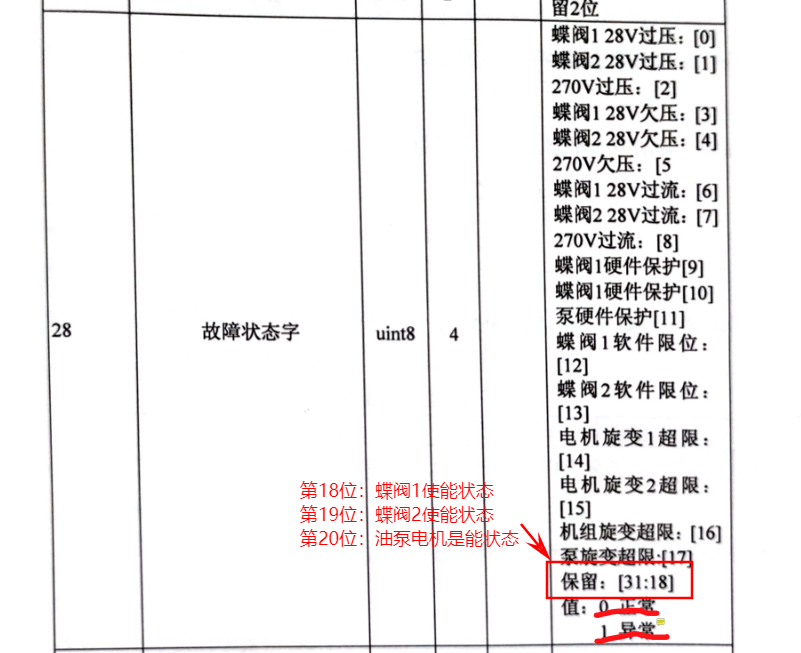 留2位
蝶阀1 28V过压：[0]
蝶阀2 28V过压：[1]
270V过压：[2]
蝶阀1 28V欠压：[3]
蝶阀2 28V欠压：[4]
270V欠压：[5
蝶阀1 28V过流：[6]
蝶阀2 28V过流：[7]
270V过流：[8]
蝶阀1硬件保护[9]
蝶阀1硬件保护[10]
泵硬件保护[11]
28
故障状态字
uint8
4
蝶阀1软件限位：
[12]
蝶阀2软件限位：
[13]
电机旋变1超限：
[14]
电机旋变2超限：
[15]
机组旋变超限：[16]
泵旋变超限:[17]
保留：[31:18]
值：0 正常
1 异常
第18位：蝶阀1使能状态
第19位：蝶阀2使能状态
第20位：油泵电机是能状态